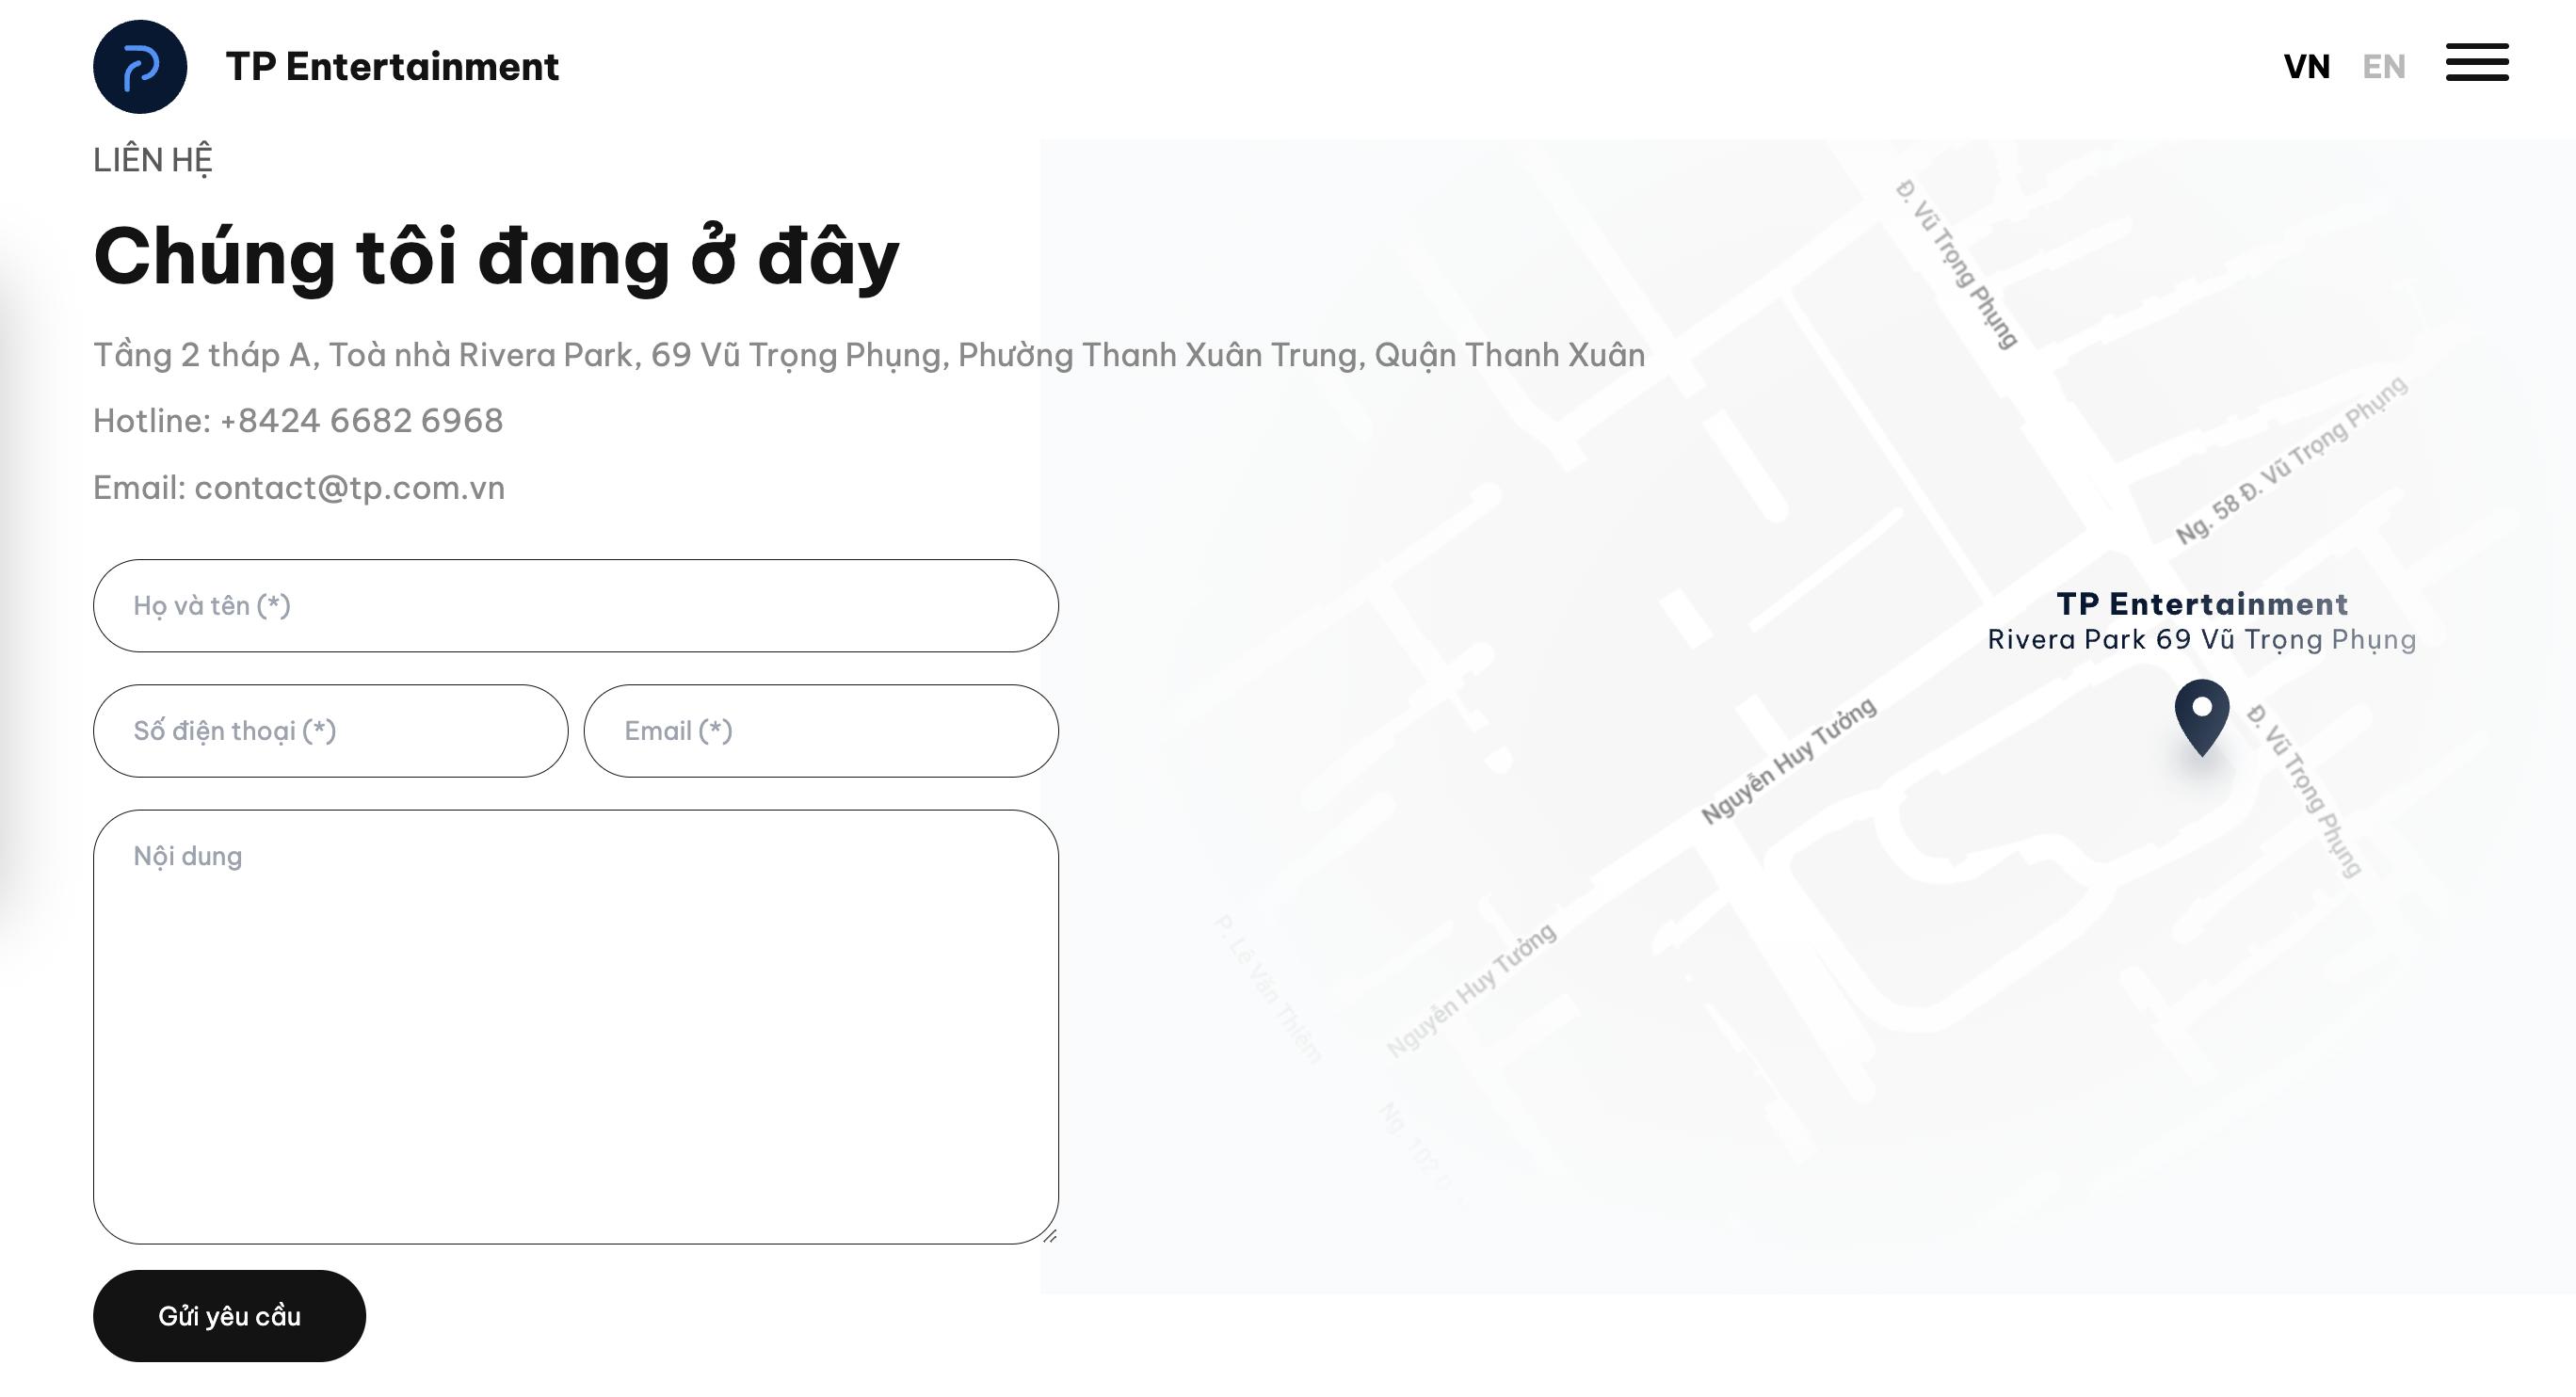 TP Entertainment
VN EN
LIÊN HỆ
Chúng tôi đang ở đây
Tầng 2 tháp A, Toà nhà Rivera Park, 69 Vũ Trọng Phụng, Phường Thanh Xuân Trung, Quận Thanh Xuân
Hotline: +8424 6682 6968
Email: contact@tp.com.vn
Họ và tên (*)
Số điện thoại (*)
Email (*)
Nội dung
Gửi yêu cầu
Đ. Vũ Trọng Phụng
Ng. 58 Đ. Vũ Trọng Phụng
TP Entertainment
Rivera Park 69 Vũ Trọng Phụng
Đ. Vũ Trọng Phụng
Nguyễn Huy Tưởng
Nguyễn Huy Tưởng
P. Lê Văn Thiêm
Ng. 102